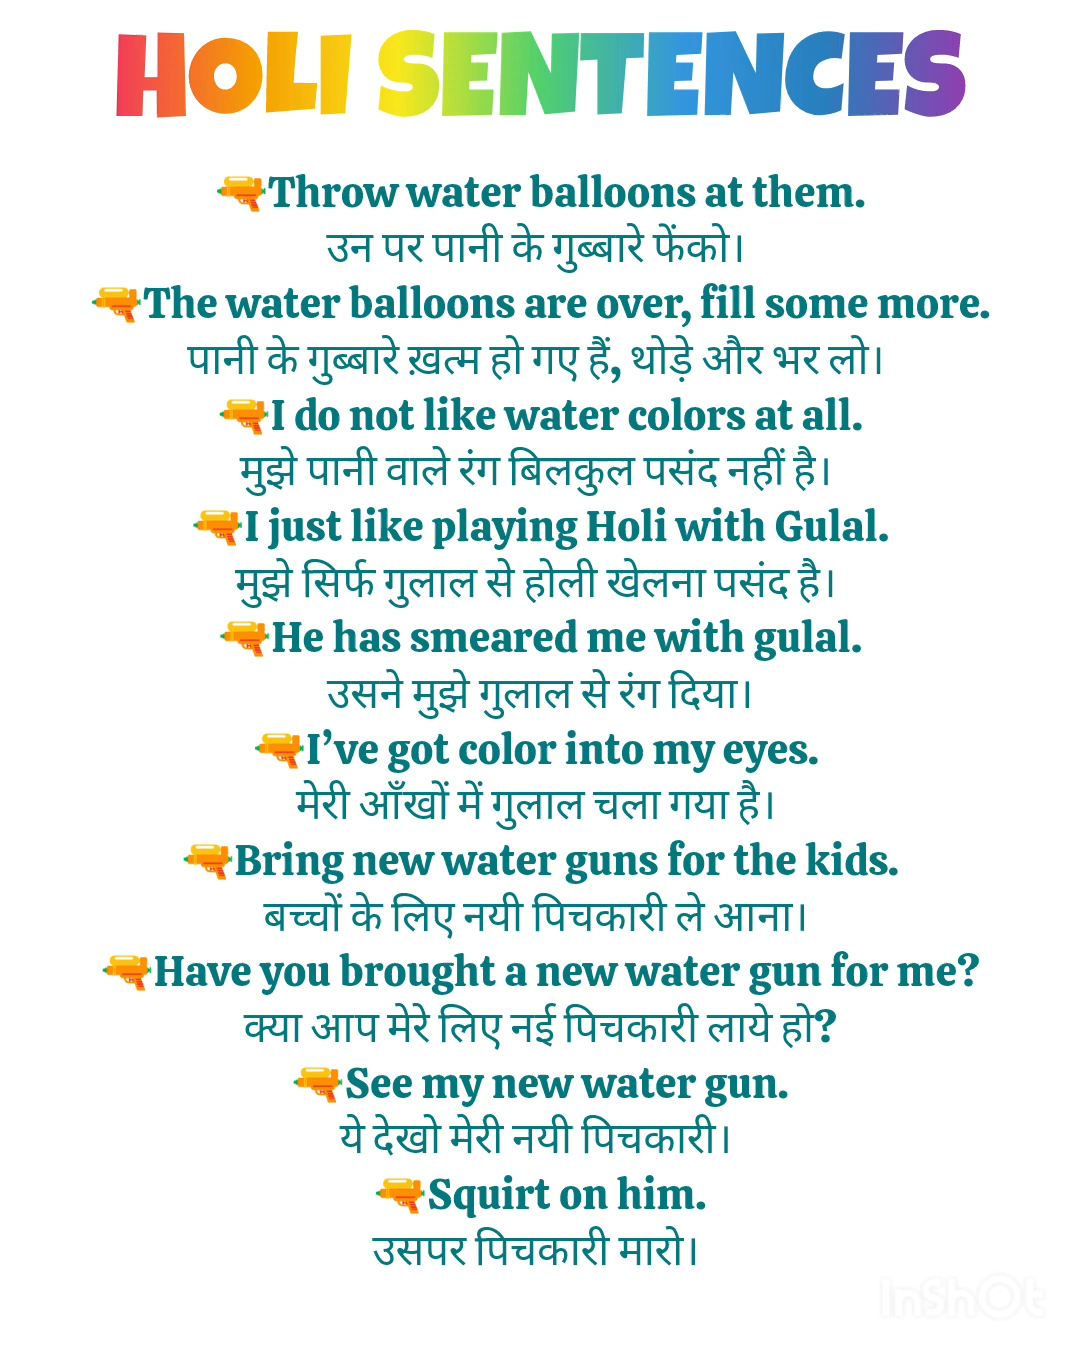 HOLI SENTENCES
🔫Throw water balloons at them.
उन पर पानी के गुब्बारे फेंको।
🔫The water balloons are over, fill some more.
पानी के गुब्बारे ख़त्म हो गए हैं, थोड़े और भर लो।
🔫I do not like water colors at all.
मुझे पानी वाले रंग बिलकुल पसंद नहीं है।
🔫I just like playing Holi with Gulal.
मुझे सिर्फ गुलाल से होली खेलना पसंद है।
🔫He has smeared me with gulal.
उसने मुझे गुलाल से रंग दिया।
🔫I’ve got color into my eyes.
मेरी आँखों में गुलाल चला गया है।
🔫Bring new water guns for the kids.
बच्चों के लिए नयी पिचकारी ले आना।
🔫Have you brought a new water gun for me?
क्या आप मेरे लिए नई पिचकारी लाये हो?
🔫See my new water gun.
ये देखो मेरी नयी पिचकारी।
🔫Squirt on him.
उसपर पिचकारी मारो।
InShOt